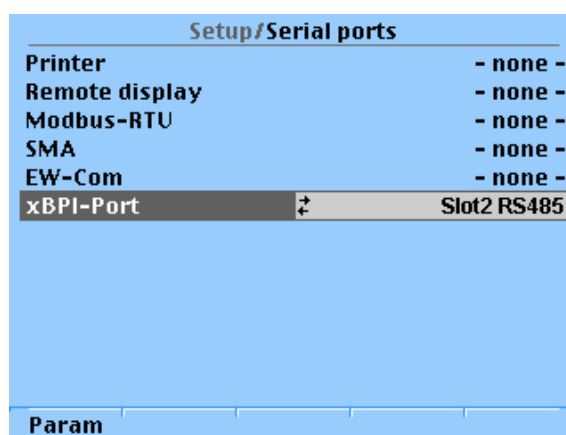 Setup/Serial ports
Printer - none -
Remote display - none -
Modbus-RTU - none -
SMA - none -
EW-Com - none -
xBPI-Port Slot2 RS485
Param